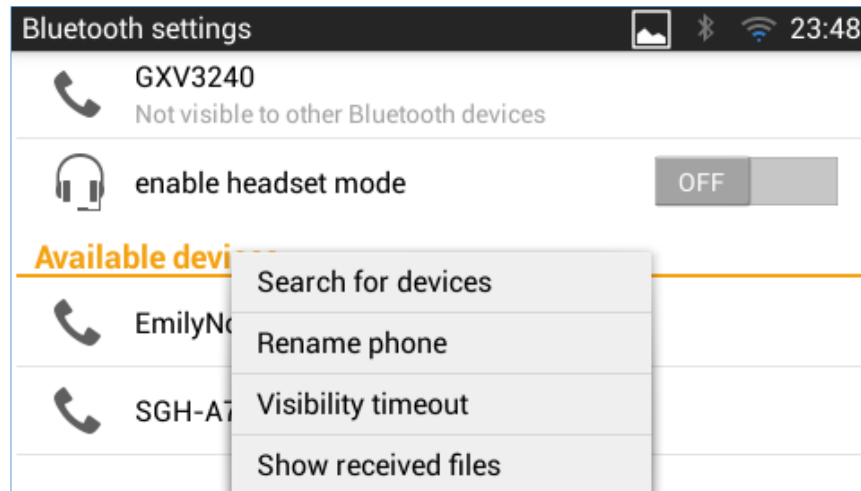 Bluetooth settings 23:48
GXV3240
Not visible to other Bluetooth devices
enable headset mode OFF
Available
Search for devices
Rename phone
Visibility timeout
Show received files